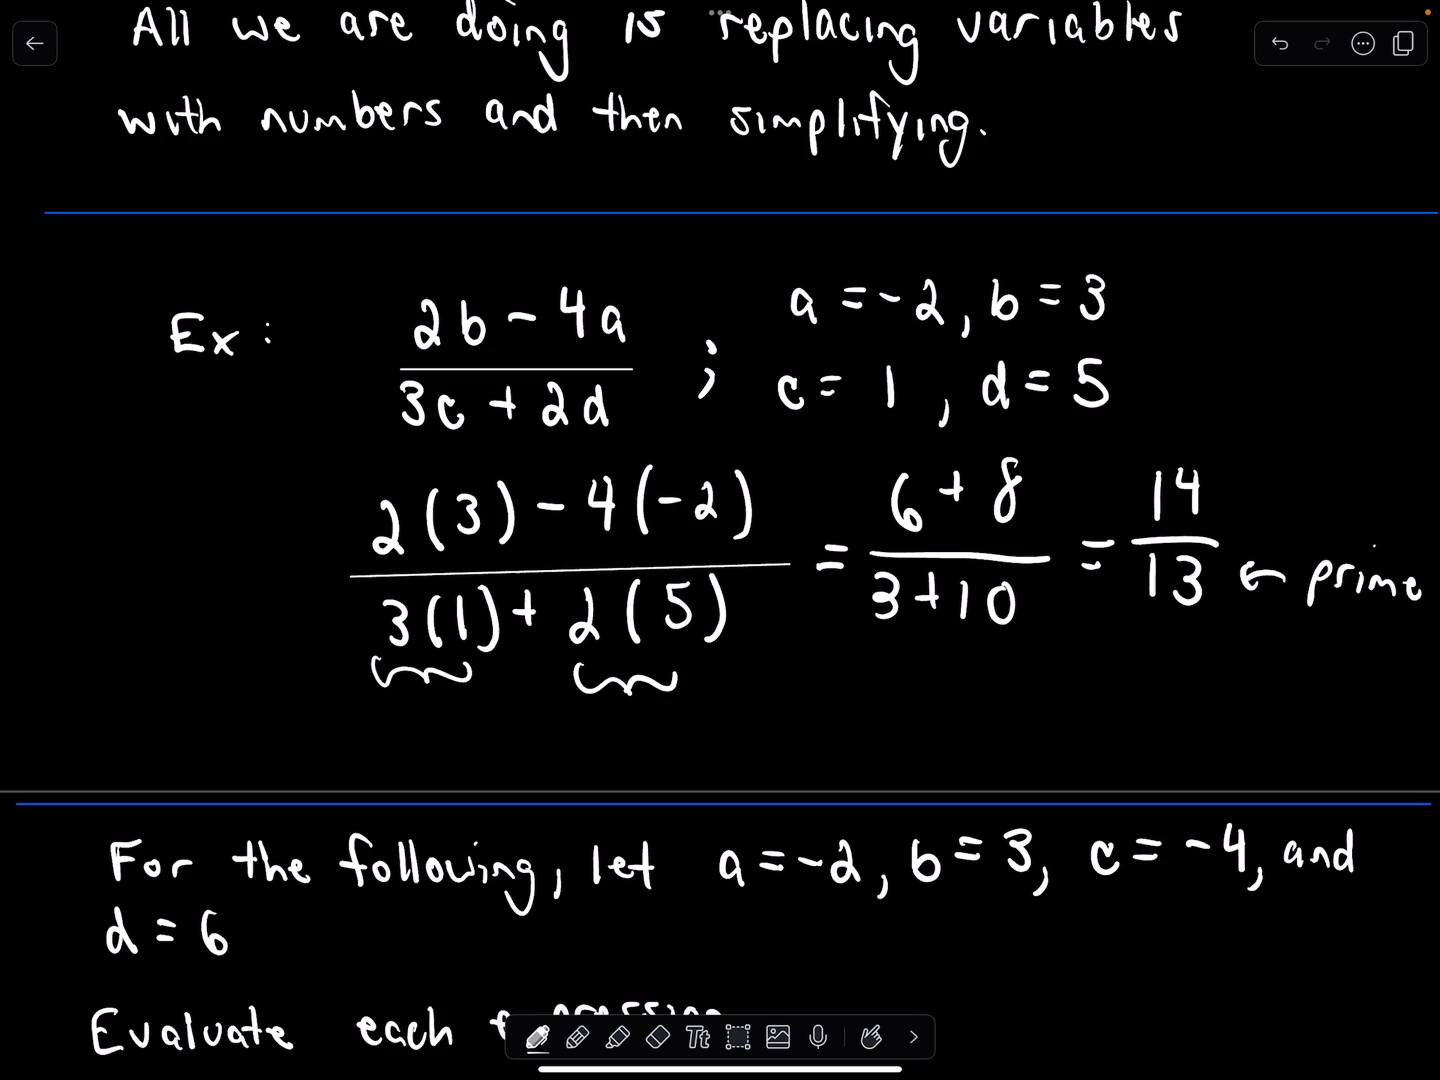 All we are doing is replacing variables
with numbers and then simplifying.
Ex: (2b - 4a)/(3c + 2d) ; a = -2, b = 3
c = 1, d = 5
(2(3) - 4(-2))/(3(1) + 2(5)) = (6 + 8)/(3 + 10) = 14/13 ← prime
For the following, let a = -2, b = 3, c = -4, and
d = 6
Evaluate each
Tt